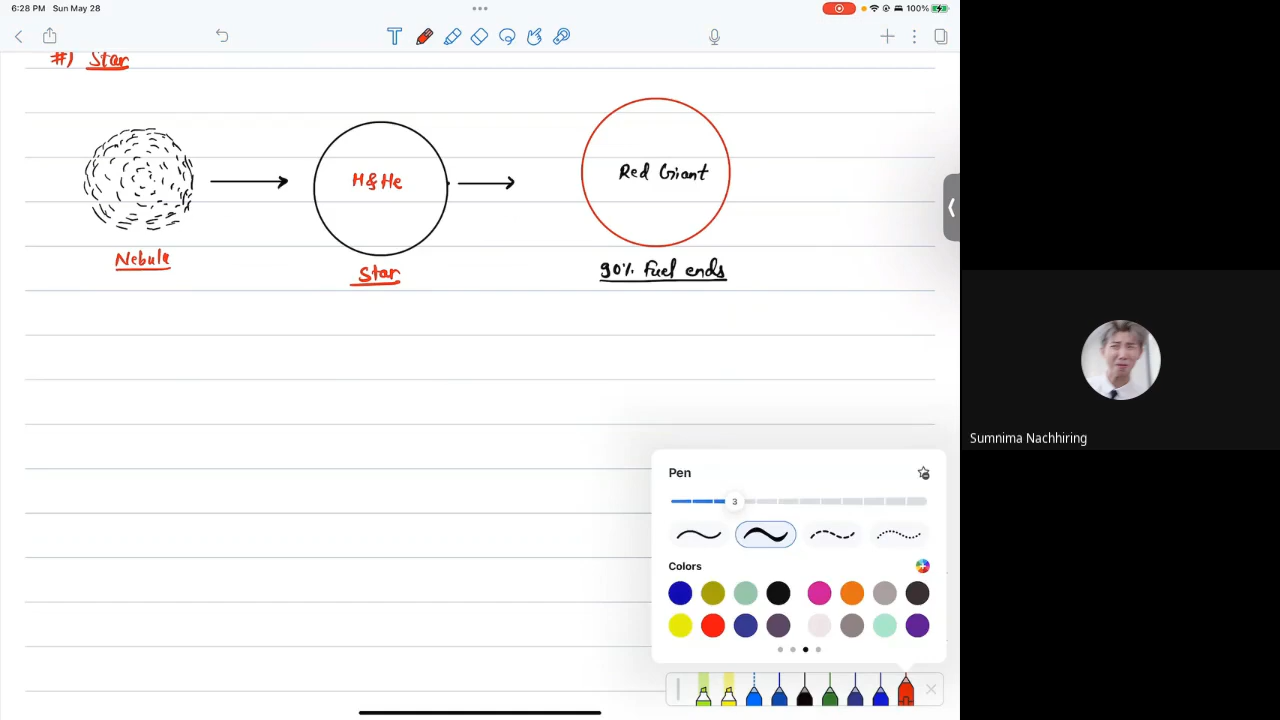 6:28 PM Sun May 28
100%
#) Star
H & He
Red Giant
Nebula
Star
90% fuel ends
Pen
3
Colors
Sumnima Nachhiring